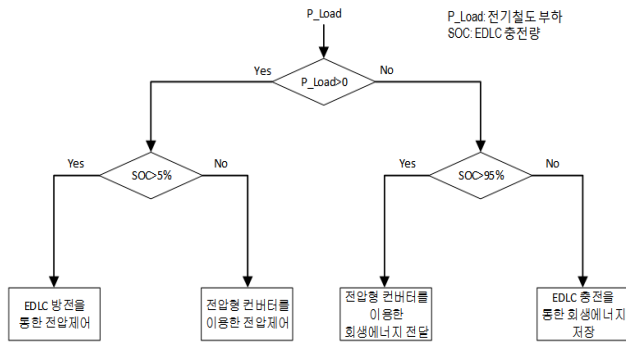 P_Load
P_Load: 전기철도 부하
SOC: EDLC 충전량
Yes
P_Load>0
No
Yes
SOC>5%
No
Yes
SOC>95%
No
EDLC 방전을
통한 전압제어
전압형 컨버터를
이용한 전압제어
전압형 컨버터를
이용한
회생에너지 전달
EDLC 충전을
통한 회생에너지
저장